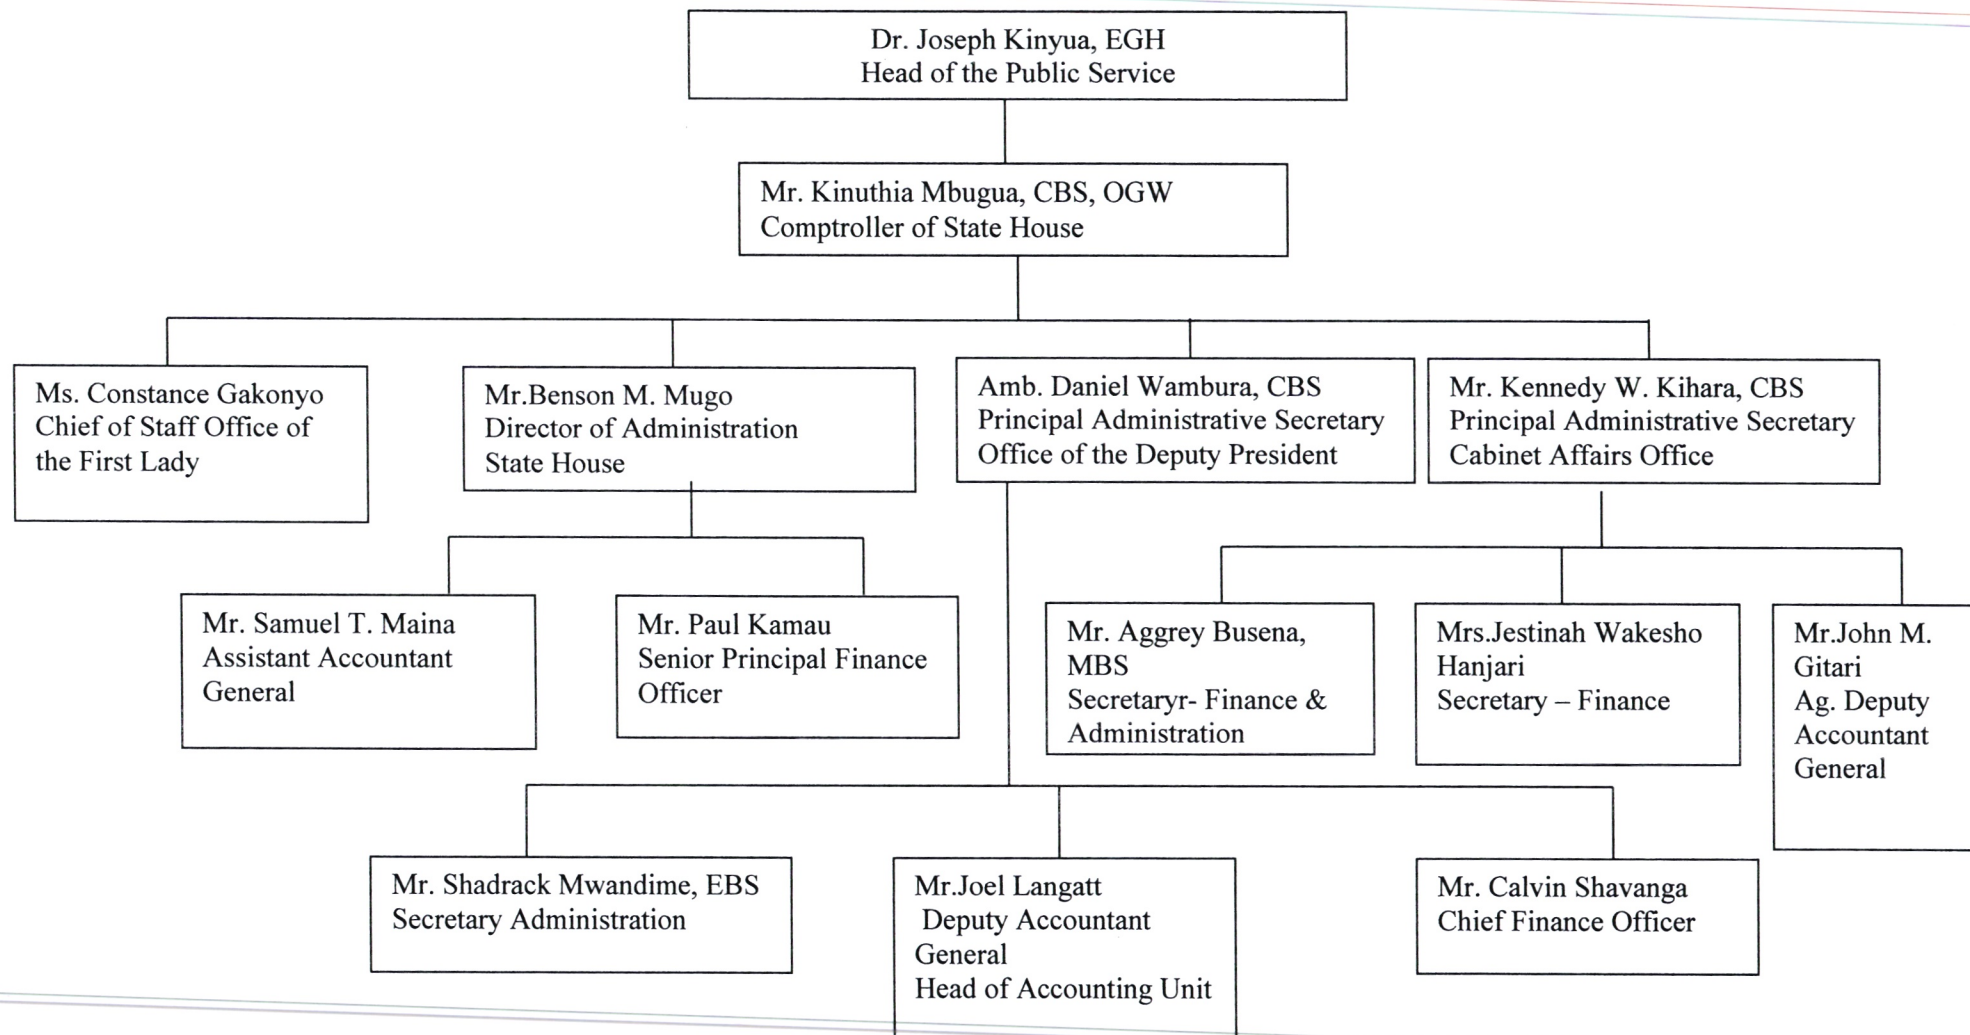 Dr. Joseph Kinyua, EGH
Head of the Public Service
Mr. Kinuthia Mbugua, CBS, OGW
Comptroller of State House
Ms. Constance Gakonyo
Chief of Staff Office of
the First Lady
Mr.Benson M. Mugo
Director of Administration
State House
Amb. Daniel Wambura, CBS
Principal Administrative Secretary
Office of the Deputy President
Mr. Kennedy W. Kihara, CBS
Principal Administrative Secretary
Cabinet Affairs Office
Mr. Samuel T. Maina
Assistant Accountant
General
Mr. Paul Kamau
Senior Principal Finance
Officer
Mr. Aggrey Busena,
MBS
Secretaryr- Finance &
Administration
Mrs.Jestinah Wakesho
Hanjari
Secretary – Finance
Mr.John M.
Gitari
Ag. Deputy
Accountant
General
Mr. Shadrack Mwandime, EBS
Secretary Administration
Mr.Joel Langatt
Deputy Accountant
General
Head of Accounting Unit
Mr. Calvin Shavanga
Chief Finance Officer